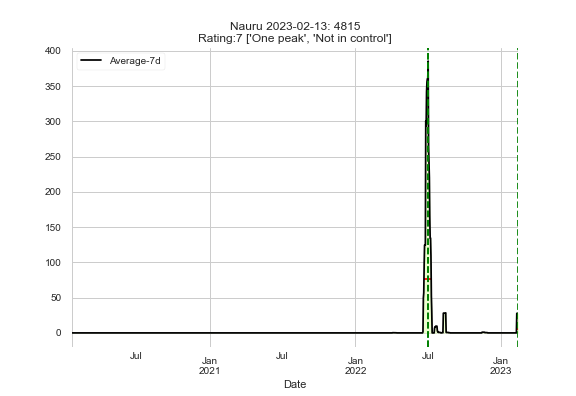 Nauru 2023-02-13: 4815
Rating:7 ['One peak', 'Not in control']
Average-7d
400
350
300
250
200
150
100
50
0
Jul
Jan
2021
Jul
Jan
2022
Jul
Jan
2023
Date